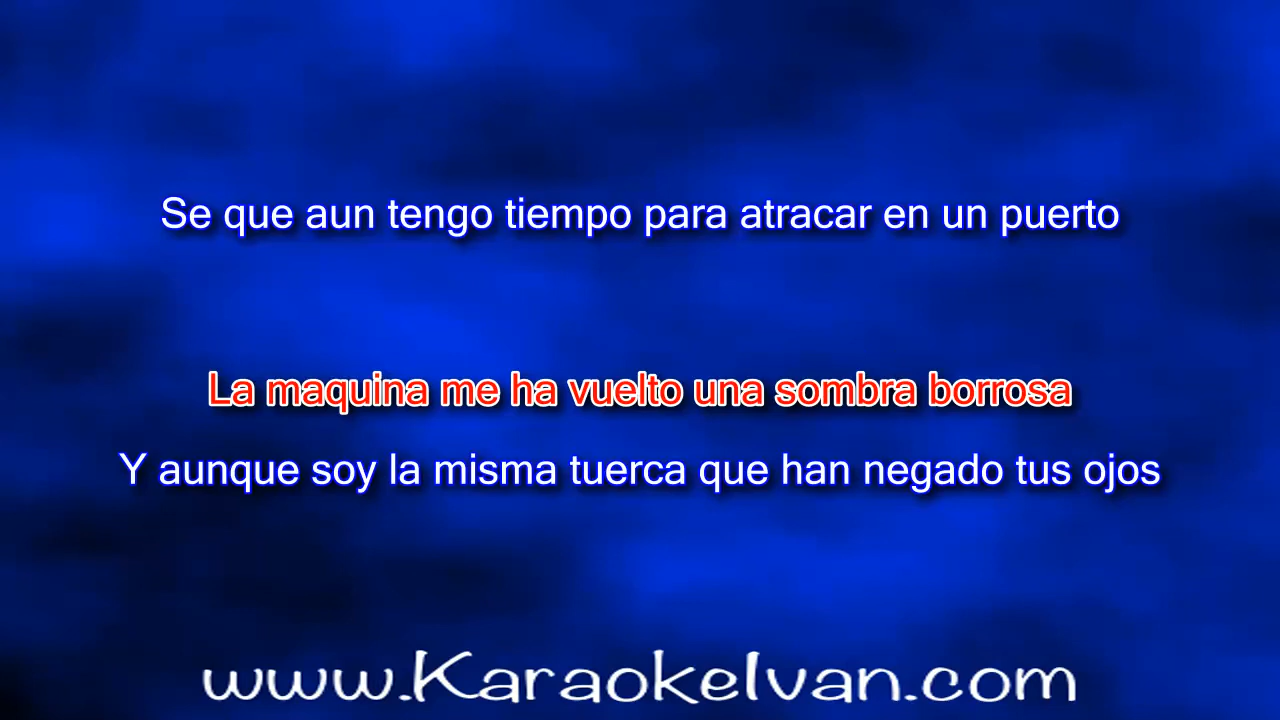 Se que aun tengo tiempo para atracar en un puerto
La maquina me ha vuelto una sombra borrosa
Y aunque soy la misma tuerca que han negado tus ojos
www.KaraokeIvan.com